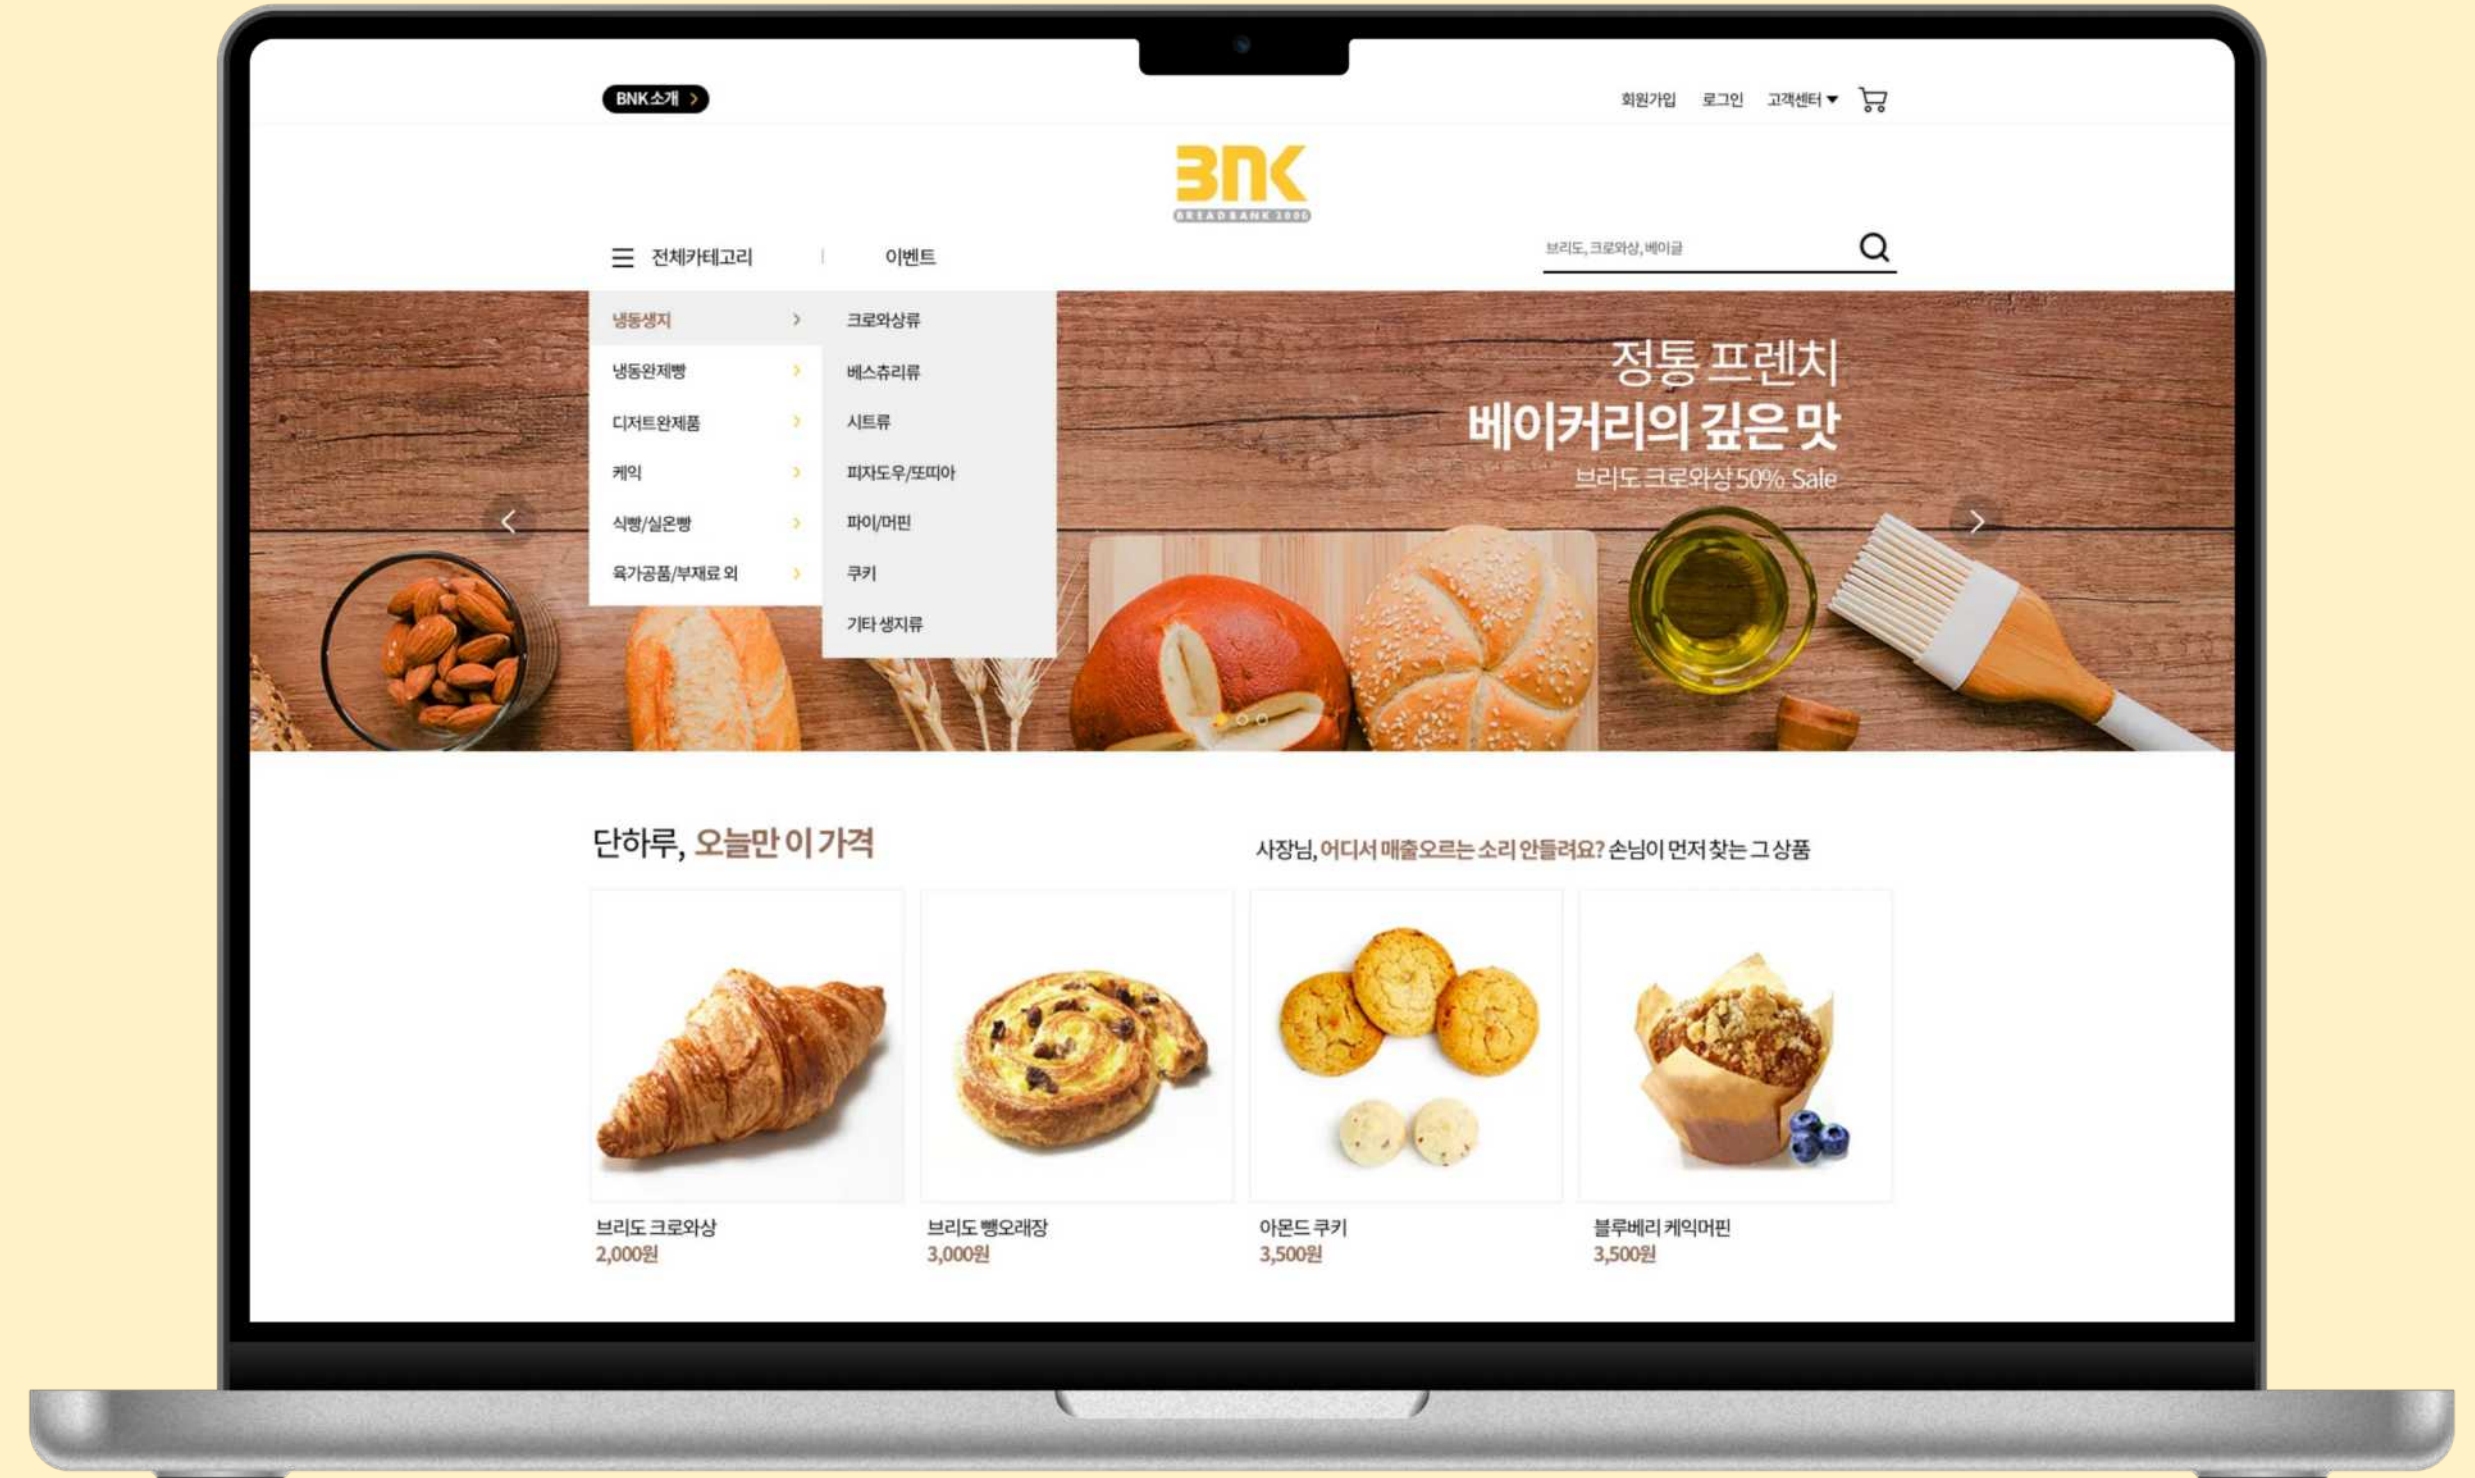 BNK소개
회원가입 로그인 고객센터
BNK
BREADBANK 2000
전체카테고리 이벤트
브리도, 크로와상, 베이글
냉동생지
냉동완제빵
디저트완제품
케익
식빵/실온빵
육가공품/부재료 외
크로와상류
베스츄리류
시트류
피자도우/또띠아
파이/머핀
쿠키
기타 생지류
정통 프렌치
베이커리의 깊은 맛
브리도 크로와상 50% Sale
단하루, 오늘만 이 가격
사장님, 어디서 매출오르는 소리 안들려요? 손님이 먼저 찾는 그 상품
브리도 크로와상
2,000원
브리도 뺑오래장
3,000원
아몬드 쿠키
3,500원
블루베리 케익머핀
3,500원